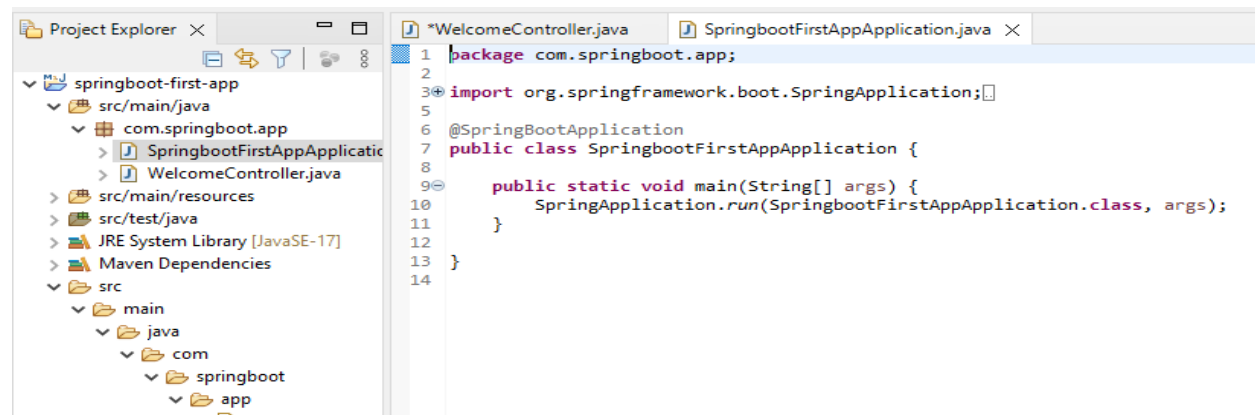 Project Explorer
springboot-first-app
src/main/java
com.springboot.app
SpringbootFirstAppApplicatic
WelcomeController.java
src/main/resources
src/test/java
JRE System Library [JavaSE-17]
Maven Dependencies
src
main
java
com
springboot
app
*WelcomeController.java
SpringbootFirstAppApplication.java
1 package com.springboot.app;
2
3 import org.springframework.boot.SpringApplication;
5
6 @SpringBootApplication
7 public class SpringbootFirstAppApplication {
8
9 public static void main(String[] args) {
10 SpringApplication.run(SpringbootFirstAppApplication.class, args);
11 }
12
13 }
14